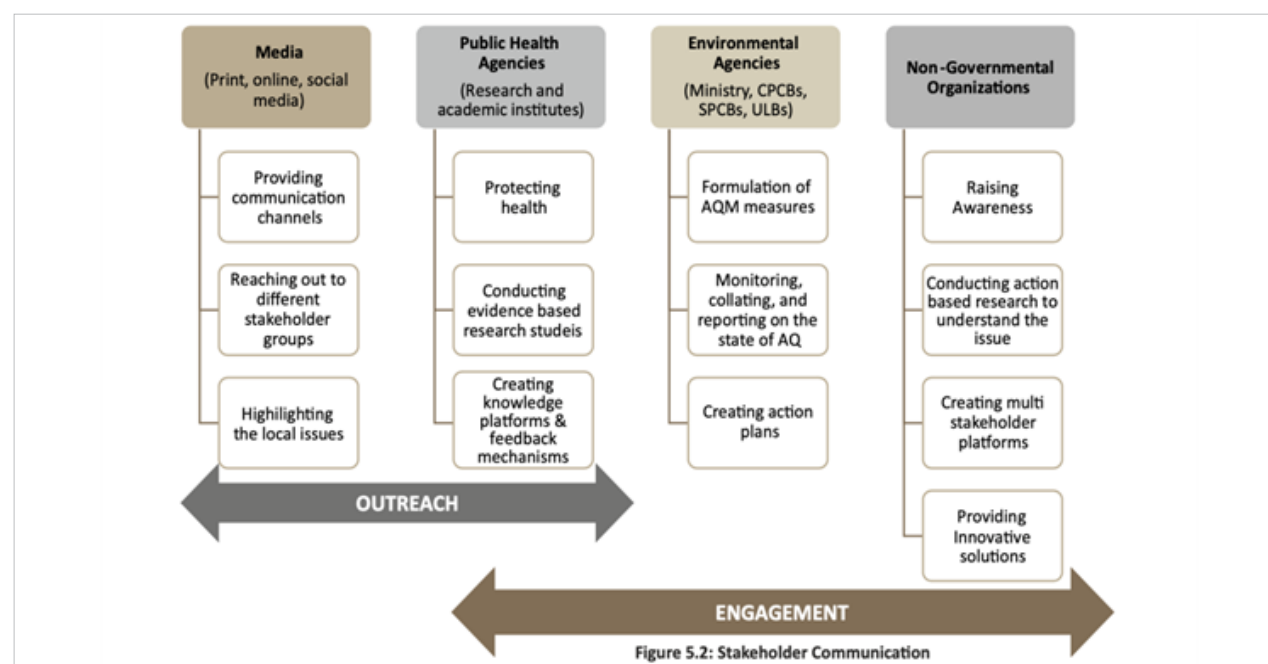 Media
(Print, online, social
media)
Providing
communication
channels
Reaching out to
different
stakeholder
groups
Highilighting
the local issues
Public Health
Agencies
(Research and
academic institutes)
Protecting
health
Conducting
evidence based
research studeis
Creating
knowledge
platforms &
feedback
mechanisms
Environmental
Agencies
(Ministry, CPCBs,
SPCBs, ULBs)
Formulation of
AQM measures
Monitoring,
collating, and
reporting on the
state of AQ
Creating action
plans
Non-Governmental
Organizations
Raising
Awareness
Conducting action
based research to
understand the
issue
Creating multi
stakeholder
platforms
Providing
Innovative
solutions
OUTREACH
ENGAGEMENT
Figure 5.2: Stakeholder Communication